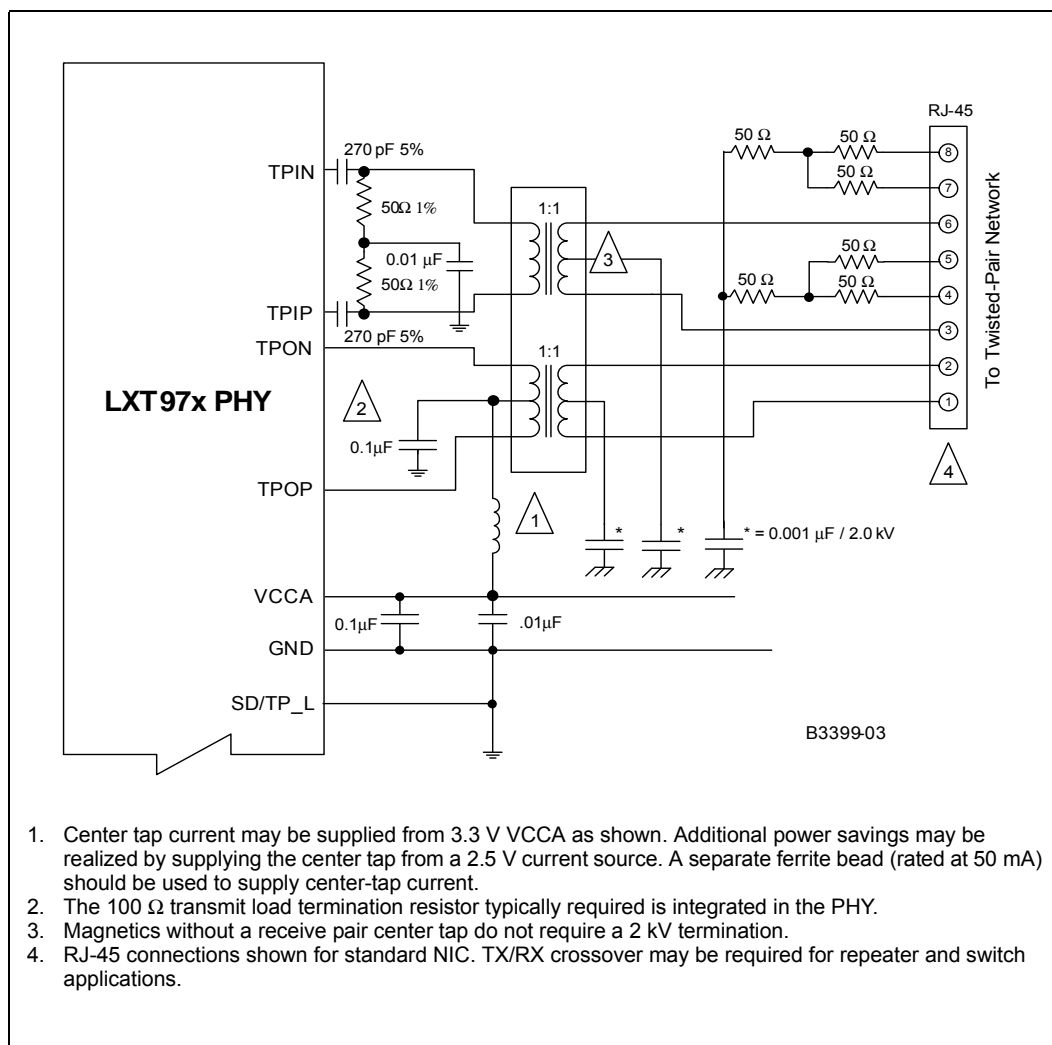 RJ-45
50 Ω
50 Ω
8
270 pF 5%
TPIN
50 Ω
7
1:1
To Twisted-Pair Network
50Ω 1%
6
3
50 Ω
5
0.01 µF
50Ω 1%
50 Ω
50 Ω
4
TPIP
270 pF 5%
3
TPON
1:1
2
LXT97x PHY
2
1
0.1µF
4
TPOP
1
*
*
* = 0.001 µF / 2.0 kV
VCCA
0.1µF
.01µF
GND
SD/TP_L
B3399-03
1. Center tap current may be supplied from 3.3 V VCCA as shown. Additional power savings may be
realized by supplying the center tap from a 2.5 V current source. A separate ferrite bead (rated at 50 mA)
should be used to supply center-tap current.
2. The 100 Ω transmit load termination resistor typically required is integrated in the PHY.
3. Magnetics without a receive pair center tap do not require a 2 kV termination.
4. RJ-45 connections shown for standard NIC. TX/RX crossover may be required for repeater and switch
applications.